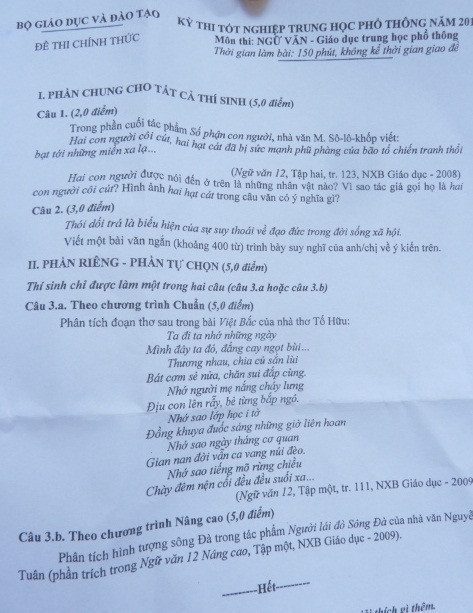 BỘ GIÁO DỤC VÀ ĐÀO TẠO
ĐỀ THI CHÍNH THỨC
KỲ THI TỐT NGHIỆP TRUNG HỌC PHỔ THÔNG NĂM 201
Môn thi: NGỮ VĂN - Giáo dục trung học phổ thông
Thời gian làm bài: 150 phút, không kể thời gian giao đề
I. PHẦN CHUNG CHO TẤT CẢ THÍ SINH (5,0 điểm)
Câu 1. (2,0 điểm)
Trong phần cuối tác phẩm Số phận con người, nhà văn M. Sô-lô-khốp viết:
Hai con người côi cút, hai hạt cát đã bị sức mạnh phũ phàng của bão tố chiến tranh thổi
bạt tới những miền xa lạ...
(Ngữ văn 12, Tập hai, tr. 123, NXB Giáo dục - 2008)
Hai con người được nói đến ở trên là những nhân vật nào? Vì sao tác giả gọi họ là hai
con người côi cút? Hình ảnh hai hạt cát trong câu văn có ý nghĩa gì?
Câu 2. (3,0 điểm)
Thói dối trá là biểu hiện của sự suy thoái về đạo đức trong đời sống xã hội.
Viết một bài văn ngắn (khoảng 400 từ) trình bày suy nghĩ của anh/chị về ý kiến trên.
II. PHẦN RIÊNG - PHẦN TỰ CHỌN (5,0 điểm)
Thí sinh chỉ được làm một trong hai câu (câu 3.a hoặc câu 3.b)
Câu 3.a. Theo chương trình Chuẩn (5,0 điểm)
Phân tích đoạn thơ sau trong bài Việt Bắc của nhà thơ Tố Hữu:
Ta đi ta nhớ những ngày
Mình đây ta đó, đắng cay ngọt bùi...
Thương nhau, chia củ sắn lùi
Bát cơm sẻ nửa, chăn sui đắp cùng.
Nhớ người mẹ nắng cháy lưng
Địu con lên rẫy, bẻ từng bắp ngô.
Nhớ sao lớp học i tờ
Đồng khuya đuốc sáng những giờ liên hoan
Nhớ sao ngày tháng cơ quan
Gian nan đời vẫn ca vang núi đèo.
Nhớ sao tiếng mõ rừng chiều
Chày đêm nện cối đều đều suối xa...
(Ngữ văn 12, Tập một, tr. 111, NXB Giáo dục - 2009
Câu 3.b. Theo chương trình Nâng cao (5,0 điểm)
Phân tích hình tượng sông Đà trong tác phẩm Người lái đò Sông Đà của nhà văn Nguyễ
Tuân (phần trích trong Ngữ văn 12 Nâng cao, Tập một, NXB Giáo dục - 2009).
----------Hết----------
thích gì thêm.